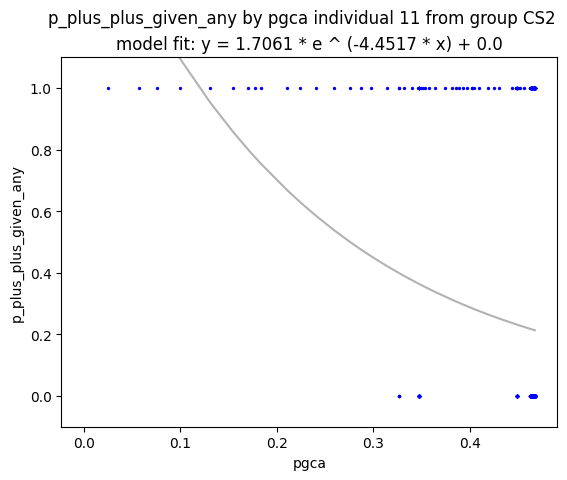 p_plus_plus_given_any by pgca individual 11 from group CS2
model fit: y = 1.7061 * e ^ (-4.4517 * x) + 0.0
1.0
0.8
0.6
0.4
0.2
0.0
p_plus_plus_given_any
0.0 0.1 0.2 0.3 0.4
pgca